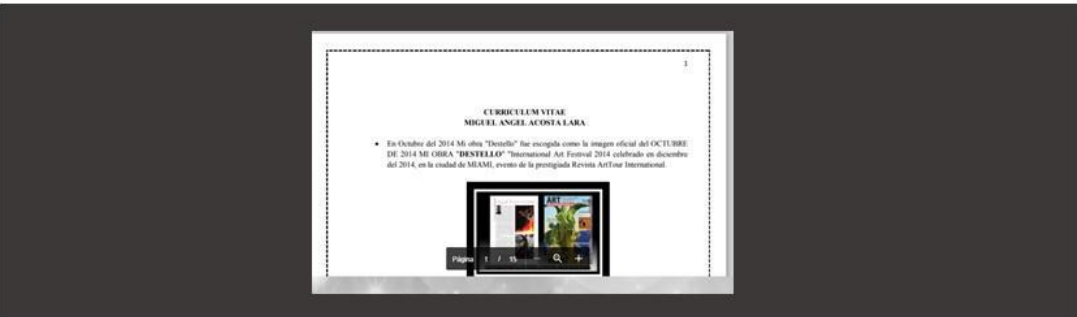 1
CURRICULUM VITAE
MIGUEL ANGEL ACOSTA LARA
• En Octubre del 2014 Mi obra "Destello" fue escogida como la imagen oficial del OCTUBRE
DE 2014 MI OBRA "DESTELLO" "International Art Festival 2014 celebrado en diciembre
del 2014, en la ciudad de MIAMI, evento de la prestigiada Revista ArtTour International.
ART
Página 1 / 15